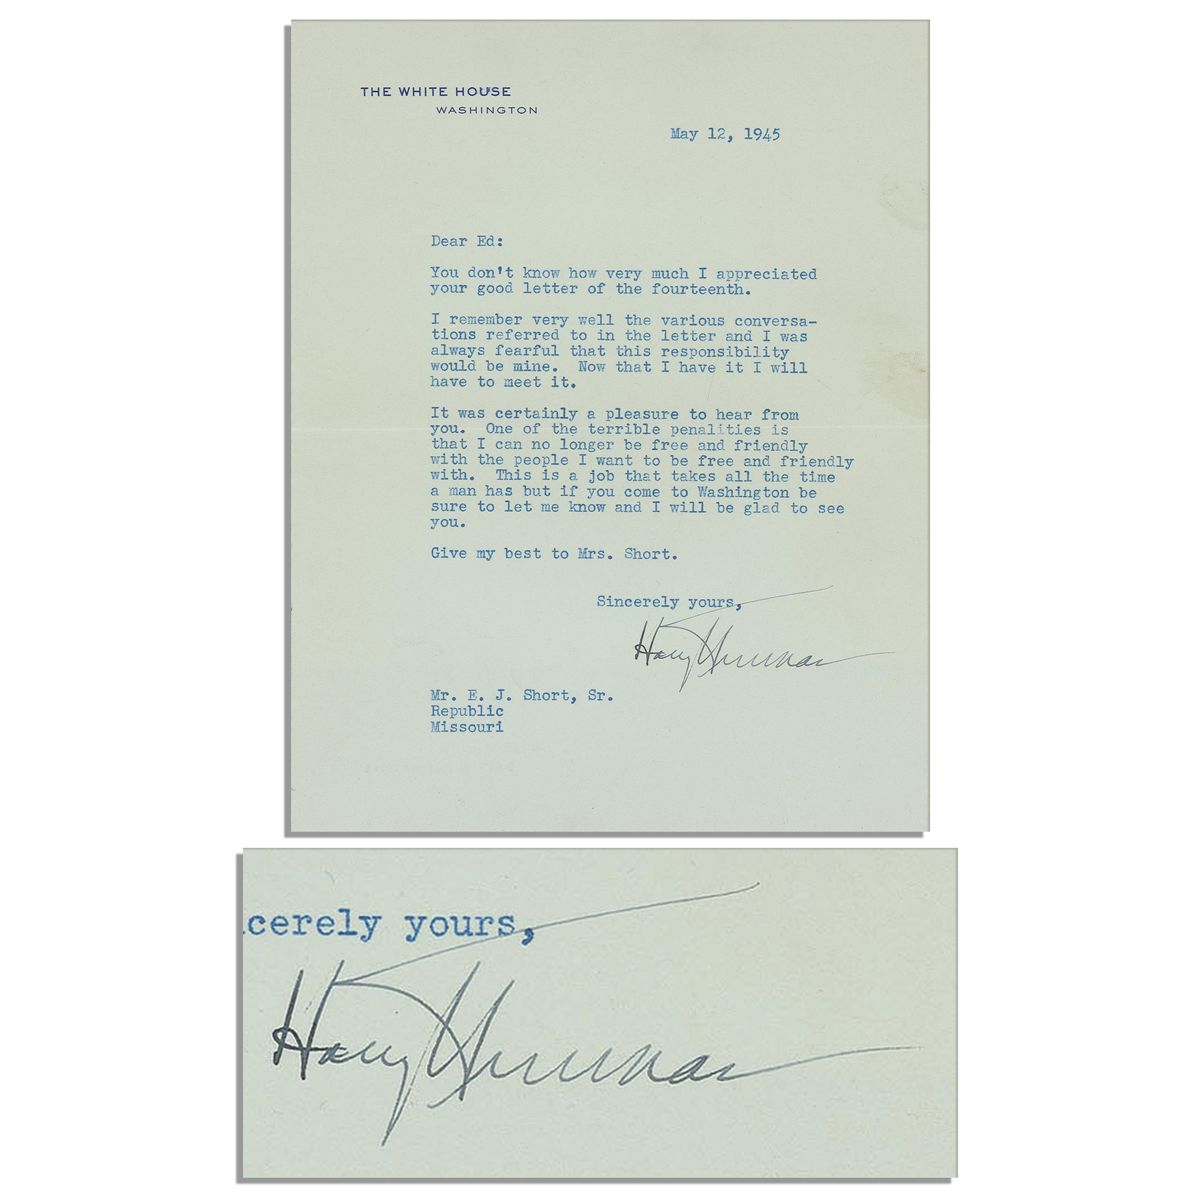 THE WHITE HOUSE
WASHINGTON
May 12, 1945
Dear Ed:
You don't know how very much I appreciated
your good letter of the fourteenth.
I remember very well the various conversa-
tions referred to in the letter and I was
always fearful that this responsibility
would be mine. Now that I have it I will
have to meet it.
It was certainly a pleasure to hear from
you. One of the terrible penalities is
that I can no longer be free and friendly
with the people I want to be free and friendly
with. This is a job that takes all the time
a man has but if you come to Washington be
sure to let me know and I will be glad to see
you.
Give my best to Mrs. Short.
Sincerely yours,
Harry Truman
Mr. E. J. Short, Sr.
Republic
Missouri
cerely yours,
Harry Truman